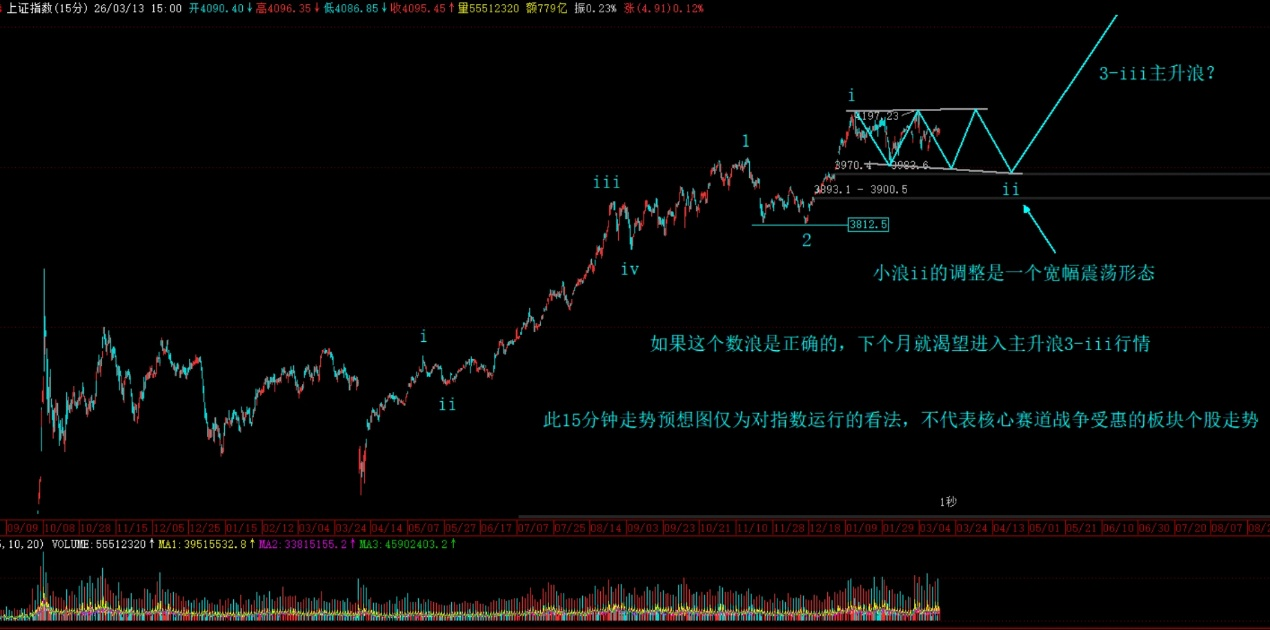 上证指数(15分) 26/03/13 15:00 开4090.40↓高4096.35↓低4086.85↓收4095.45↑量55512320 额779亿 振0.23% 涨(4.91)0.12%
3-iii主升浪?
i
4197.23
1
3970.4 3983.6
iii
3893.1 - 3900.5
ii
3812.5
2
iv
小浪ii的调整是一个宽幅震荡形态
i
如果这个数浪是正确的，下个月就渴望进入主升浪3-iii行情
ii
此15分钟走势预想图仅为对指数运行的看法，不代表核心赛道战争受惠的板块个股走势
1秒
09/09 10/08 10/28 11/15 12/05 12/25 01/15 02/12 03/04 03/24 04/14 05/07 05/27 06/17 07/07 07/25 08/14 09/03 09/23 10/21 11/10 11/28 12/18 01/09 01/29 03/04 03/24 04/13 05/01 05/21 06/10 06/30 07/20 08/07
,10,20) VOLUME:55512320↑MA1:39515532.8↑MA2:33815155.2↑MA3:45902403.2↑